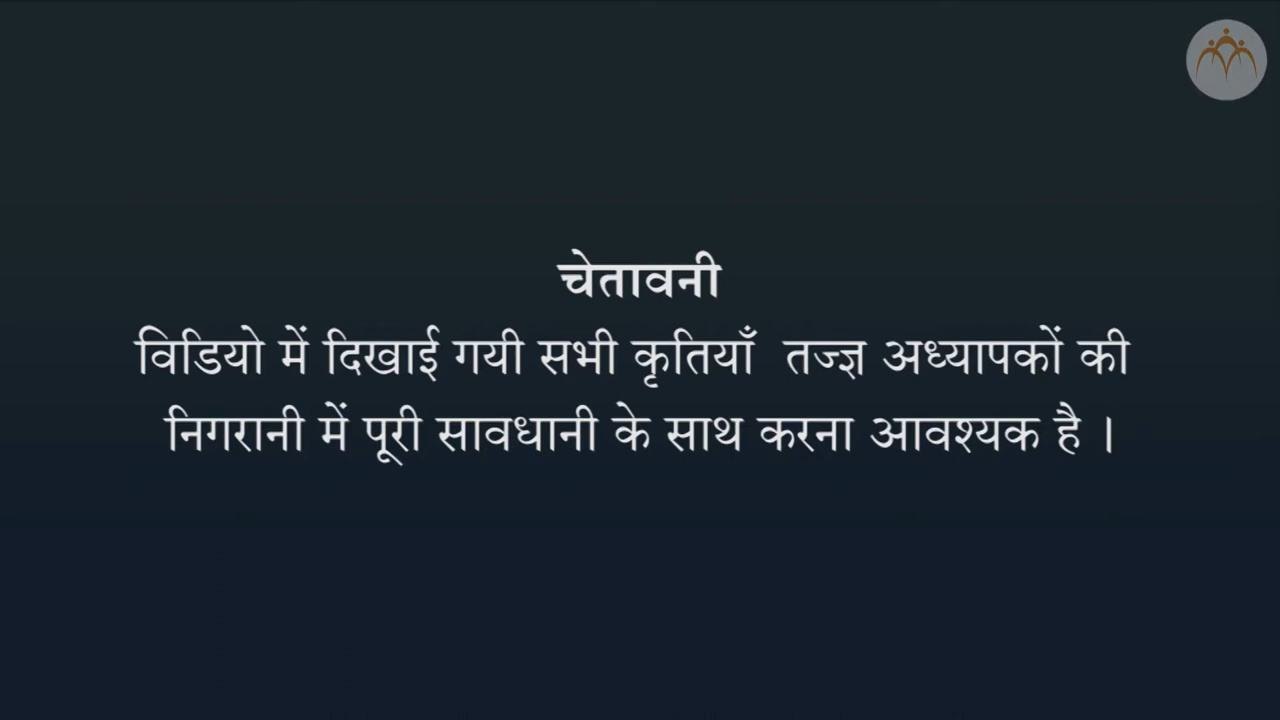 चेतावनी
विडियो में दिखाई गयी सभी कृतियाँ तज्ज्ञ अध्यापकों की
निगरानी में पूरी सावधानी के साथ करना आवश्यक है ।